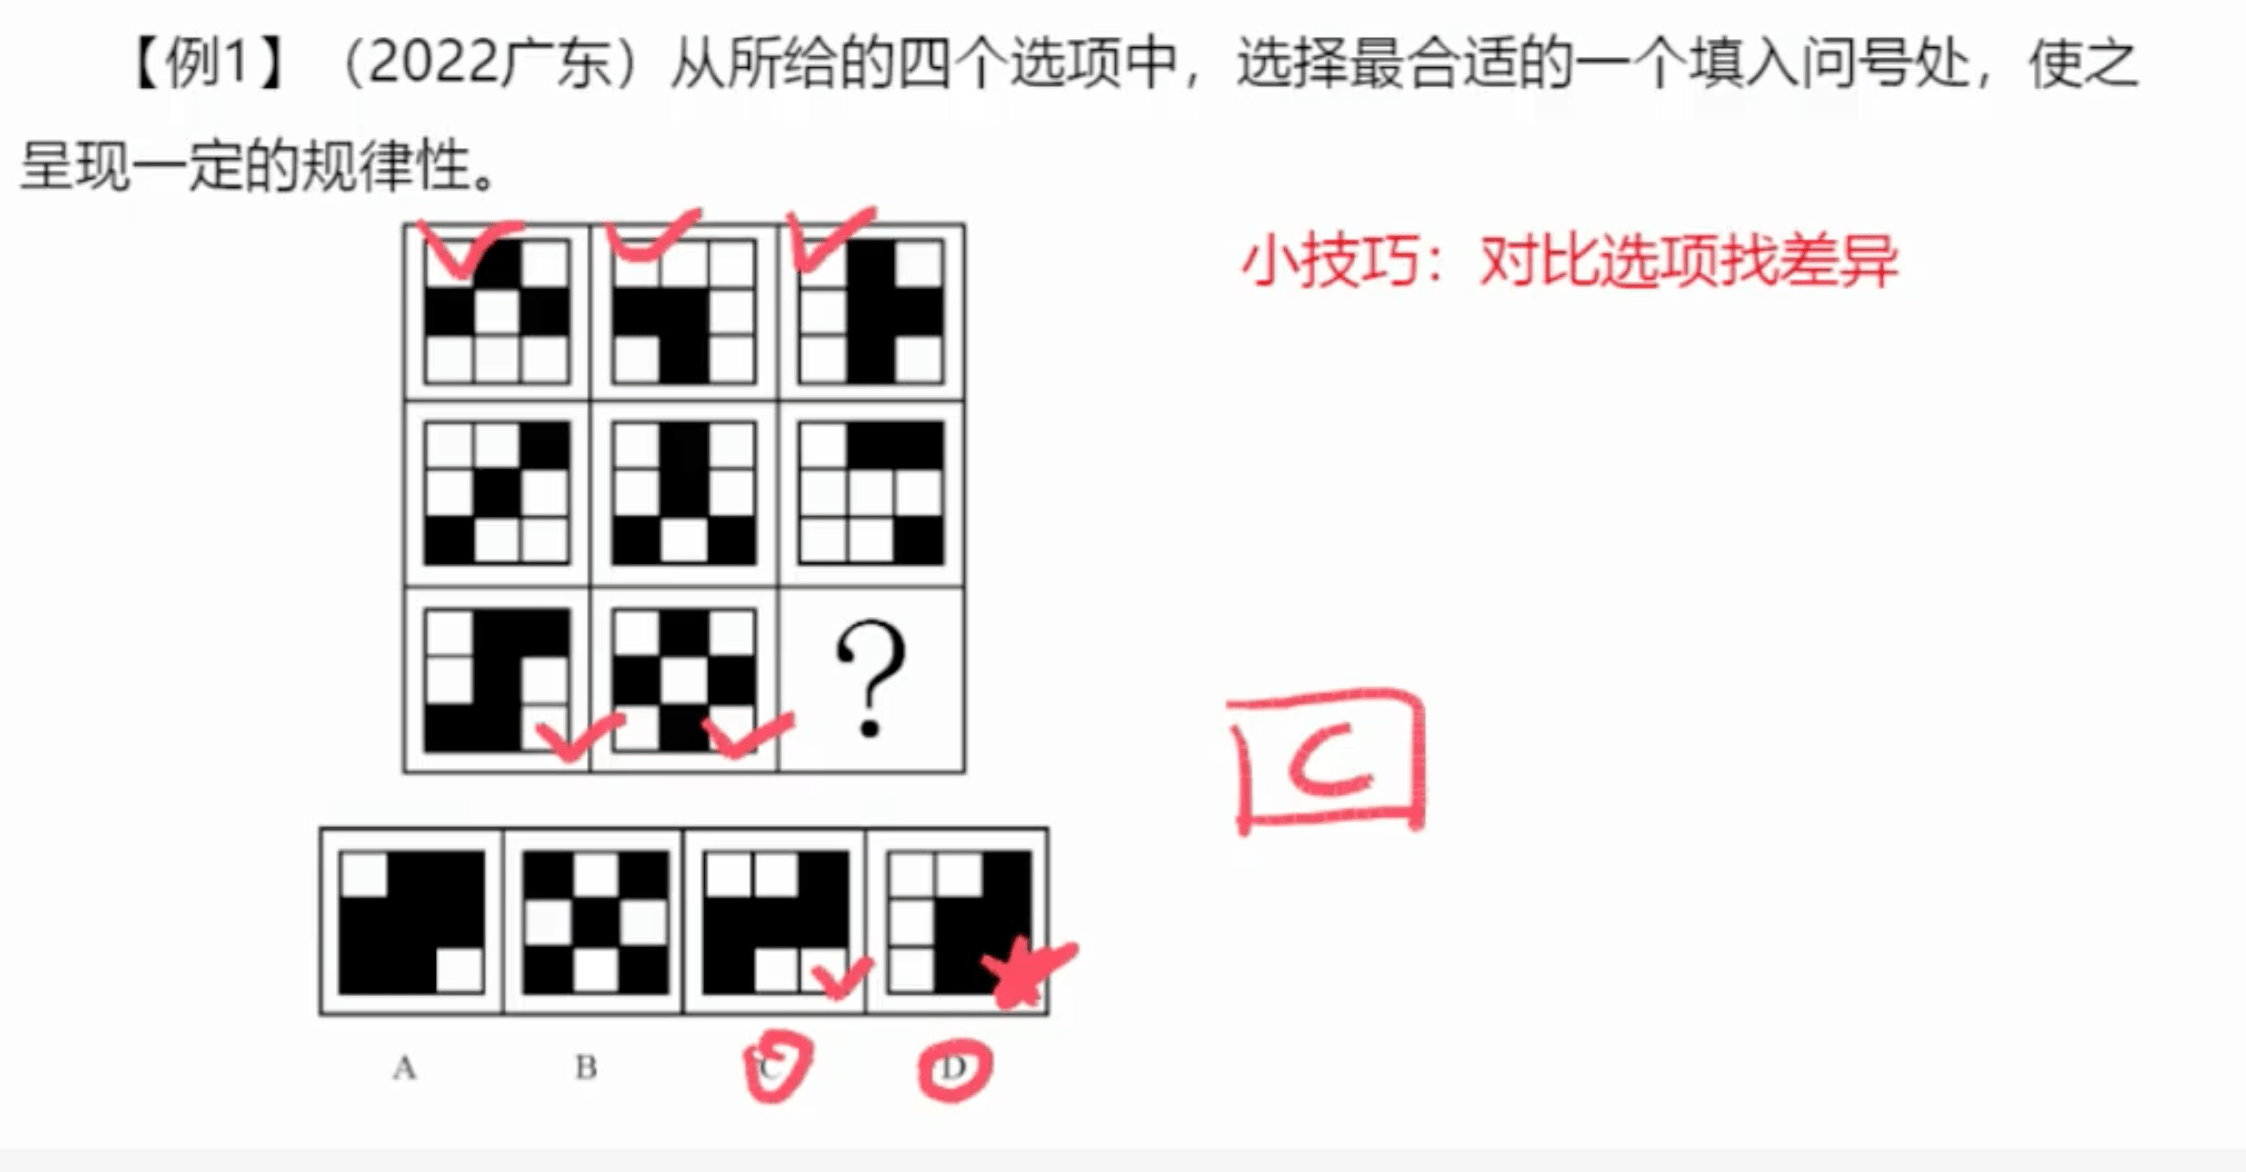 【例1】（2022广东）从所给的四个选项中，选择最合适的一个填入问号处，使之
呈现一定的规律性。
小技巧：对比选项找差异
?
C
A B C D